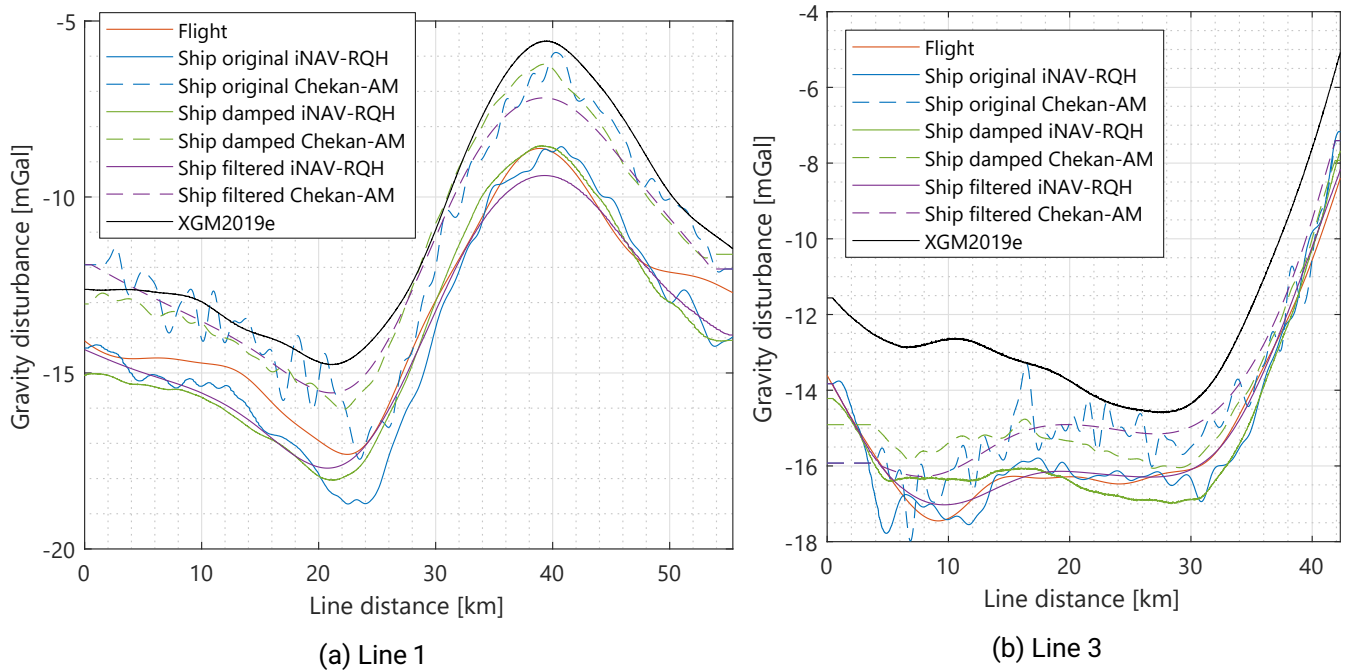 -5
-10
-15
-20
Gravity disturbance [mGal]
Flight
Ship original iNAV-RQH
Ship original Chekan-AM
Ship damped iNAV-RQH
Ship damped Chekan-AM
Ship filtered iNAV-RQH
Ship filtered Chekan-AM
XGM2019e
0
10
20
30
40
50
Line distance [km]
(a) Line 1
-4
-6
-8
-10
-12
-14
-16
-18
Gravity disturbance [mGal]
Flight
Ship original iNAV-RQH
Ship original Chekan-AM
Ship damped iNAV-RQH
Ship damped Chekan-AM
Ship filtered iNAV-RQH
Ship filtered Chekan-AM
XGM2019e
0
10
20
30
40
Line distance [km]
(b) Line 3